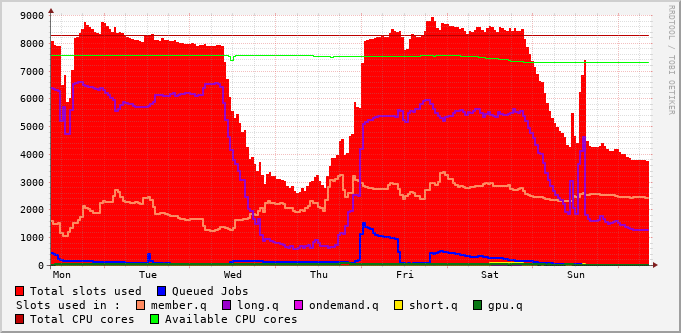 RRDTOOL / TOBI OETIKER
9000
8000
7000
6000
5000
4000
3000
2000
1000
0
Mon Tue Wed Thu Fri Sat Sun
Total slots used Queued Jobs
Slots used in : member.q long.q ondemand.q short.q gpu.q
Total CPU cores Available CPU cores